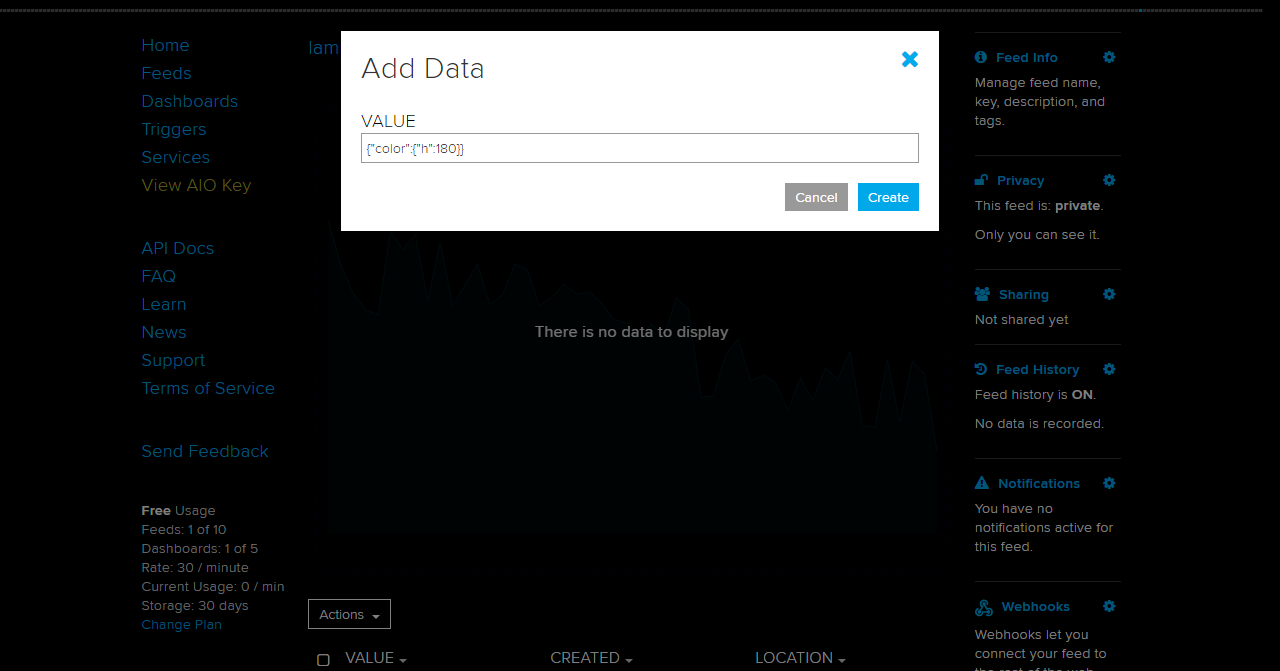 Home
Feeds
Dashboards
Triggers
Services
View AIO Key
API Docs
FAQ
Learn
News
Support
Terms of Service
Send Feedback
Free Usage
Feeds: 1 of 10
Dashboards: 1 of 5
Rate: 30 / minute
Current Usage: 0 / min
Storage: 30 days
Change Plan
lam
Add Data
VALUE
{"color":{"h":180}}
Cancel Create
There is no data to display
Actions
VALUE CREATED LOCATION
Feed Info
Manage feed name,
key, description, and
tags.
Privacy
This feed is: private.
Only you can see it.
Sharing
Not shared yet
Feed History
Feed history is ON.
No data is recorded.
Notifications
You have no
notifications active for
this feed.
Webhooks
Webhooks let you
connect your feed to
the rest of the web